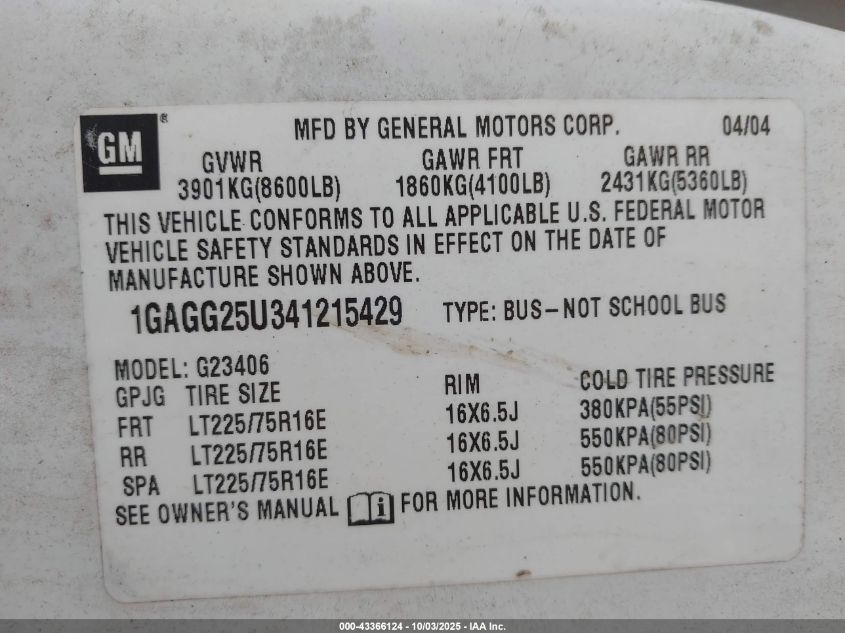 GM ® MFD BY GENERAL MOTORS CORP. 04/04
GVWR GAWR FRT GAWR RR
3901KG(8600LB) 1860KG(4100LB) 2431KG(5360LB)
THIS VEHICLE CONFORMS TO ALL APPLICABLE U.S. FEDERAL MOTOR
VEHICLE SAFETY STANDARDS IN EFFECT ON THE DATE OF
MANUFACTURE SHOWN ABOVE.
1GAGG25U341215429 TYPE: BUS-NOT SCHOOL BUS
MODEL: G23406
GPJG TIRE SIZE RIM COLD TIRE PRESSURE
FRT LT225/75R16E 16X6.5J 380KPA(55PSI)
RR LT225/75R16E 16X6.5J 550KPA(80PSI)
SPA LT225/75R16E 16X6.5J 550KPA(80PSI)
SEE OWNER'S MANUAL i FOR MORE INFORMATION.
000-43366124 - 10/03/2025 - IAA Inc.